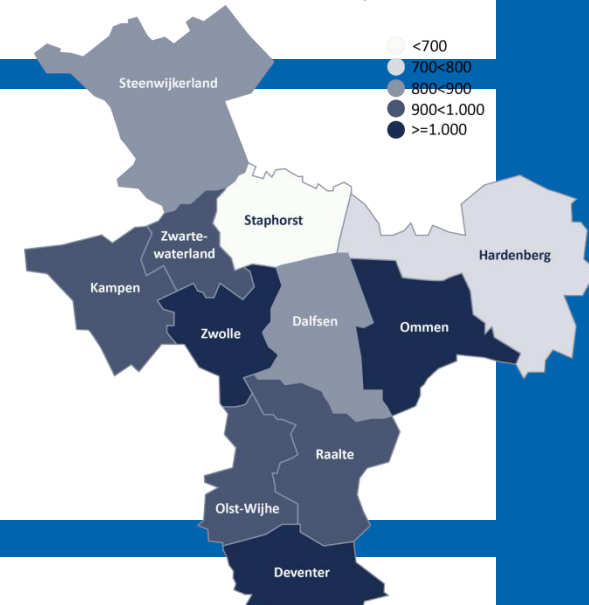 <700
700<800
800<900
900<1.000
>=1.000
Steenwijkerland
Staphorst
Zwarte-
waterland
Hardenberg
Kampen
Zwolle
Dalfsen
Ommen
Raalte
Olst-Wijhe
Deventer